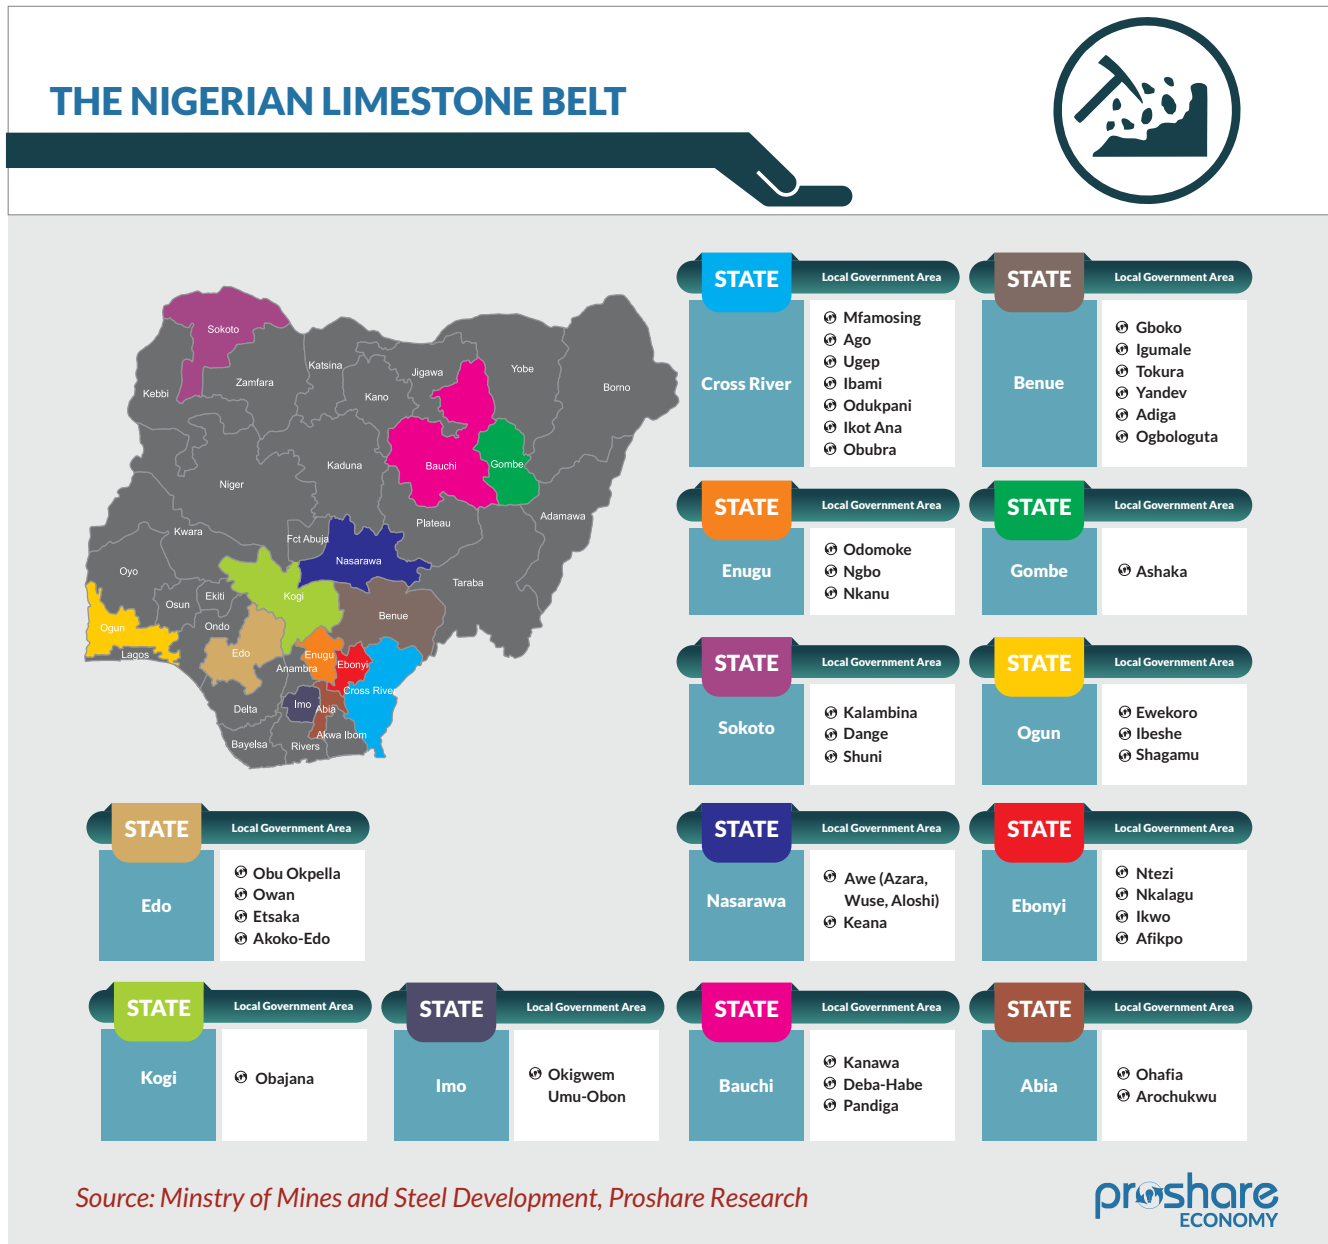 THE NIGERIAN LIMESTONE BELT
Sokoto
Kebbi
Zamfara
Katsina
Kano
Jigawa
Yobe
Borno
Niger
Kaduna
Bauchi
Gombe
Adamawa
Plateau
Kwara
Fct Abuja
Nasarawa
Taraba
Oyo
Osun
Ekiti
Kogi
Benue
Ogun
Lagos
Ondo
Edo
Enugu
Anambra
Ebonyi
Cross River
Delta
Imo
Abia
Akwa Ibom
Bayelsa
Rivers
STATE
Local Government Area
Cross River
Mfamosing
Ago
Ugep
Ibami
Odukpani
Ikot Ana
Obubra
STATE
Local Government Area
Benue
Gboko
Igumale
Tokura
Yandev
Adiga
Ogbologuta
STATE
Local Government Area
Enugu
Odomoke
Ngbo
Nkanu
STATE
Local Government Area
Gombe
Ashaka
STATE
Local Government Area
Sokoto
Kalambina
Dange
Shuni
STATE
Local Government Area
Ogun
Ewekoro
Ibeshe
Shagamu
STATE
Local Government Area
Edo
Obu Okpella
Owan
Etsaka
Akoko-Edo
STATE
Local Government Area
Nasarawa
Awe (Azara,
Wuse, Aloshi)
Keana
STATE
Local Government Area
Ebonyi
Ntezi
Nkalagu
Ikwo
Afikpo
STATE
Local Government Area
Kogi
Obajana
STATE
Local Government Area
Imo
Okigwem
Umu-Obon
STATE
Local Government Area
Bauchi
Kanawa
Deba-Habe
Pandiga
STATE
Local Government Area
Abia
Ohafia
Arochukwu
Source: Minstry of Mines and Steel Development, Proshare Research
proshare
ECONOMY